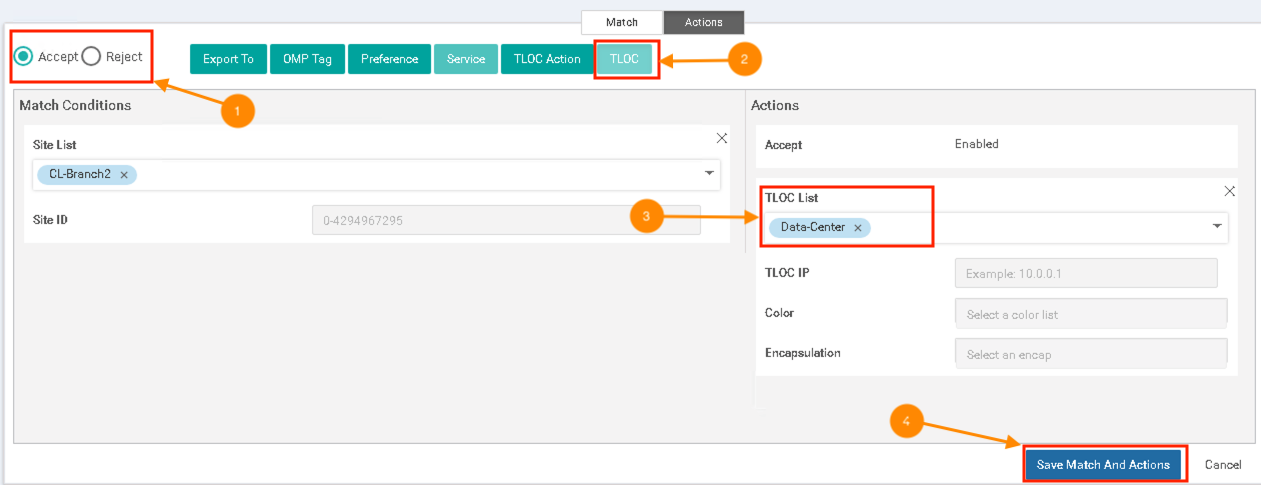 Match Actions
Accept Reject
Export To OMP Tag Preference Service TLOC Action TLOC
2
1
Match Conditions
Site List
CL-Branch2 ×
Site ID 0-4294967295
Actions
Accept Enabled
3
TLOC List
Data-Center ×
TLOC IP Example: 10.0.0.1
Color Select a color list
Encapsulation Select an encap
4
Save Match And Actions Cancel